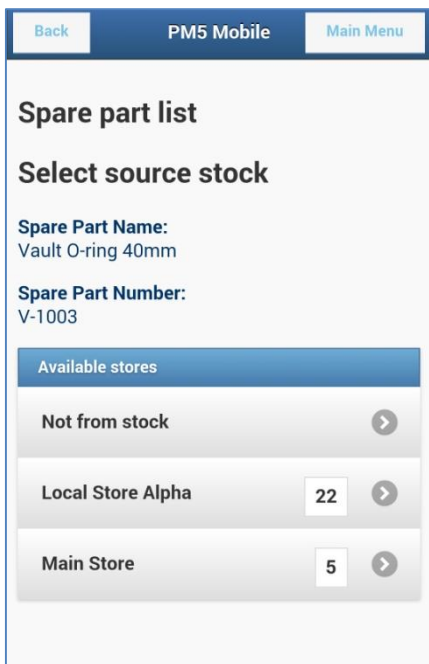 Back PM5 Mobile Main Menu
Spare part list
Select source stock
Spare Part Name:
Vault O-ring 40mm
Spare Part Number:
V-1003
Available stores
Not from stock
Local Store Alpha 22
Main Store 5